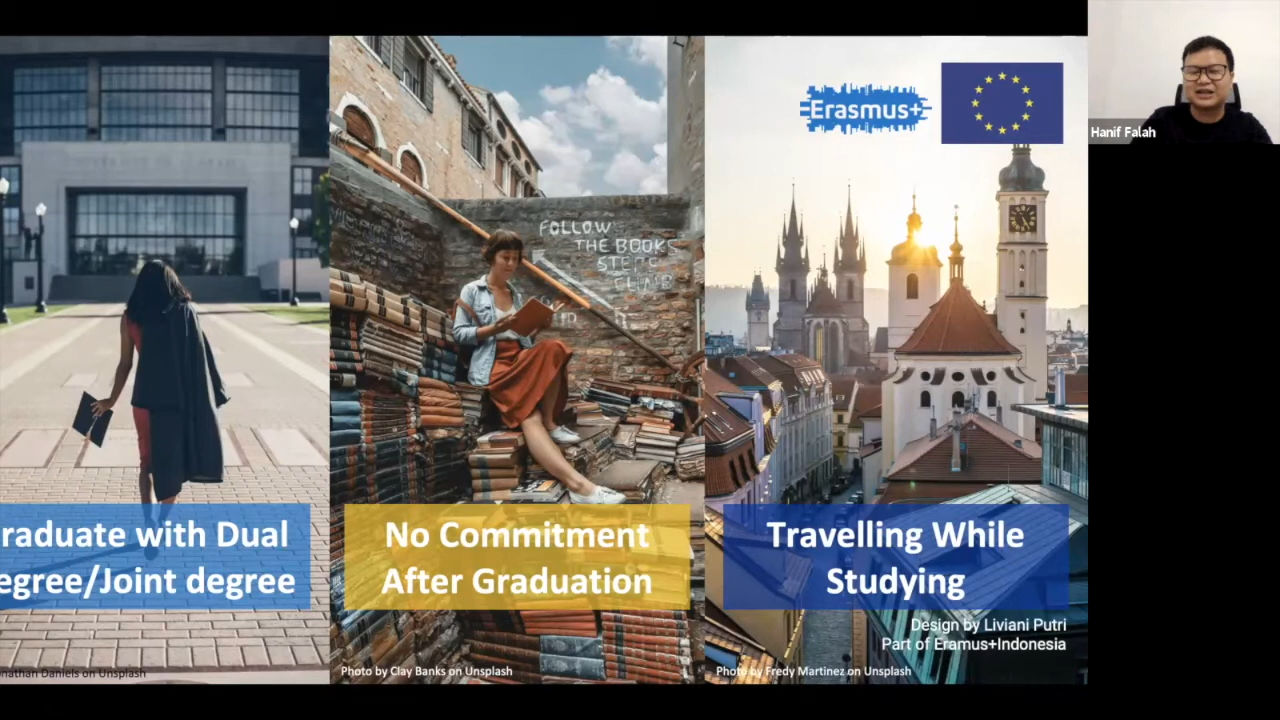 Erasmus+
Hanif Falah
FOLLOW
THE BOOKS
STEPS
CLIMB
raduate with Dual
egree/Joint degree
No Commitment
After Graduation
Travelling While
Studying
Design by Liviani Putri
Part of Eramus+Indonesia
nathan Daniels on Unsplash
Photo by Clay Banks on Unsplash
Photo by Fredy Martinez on Unsplash